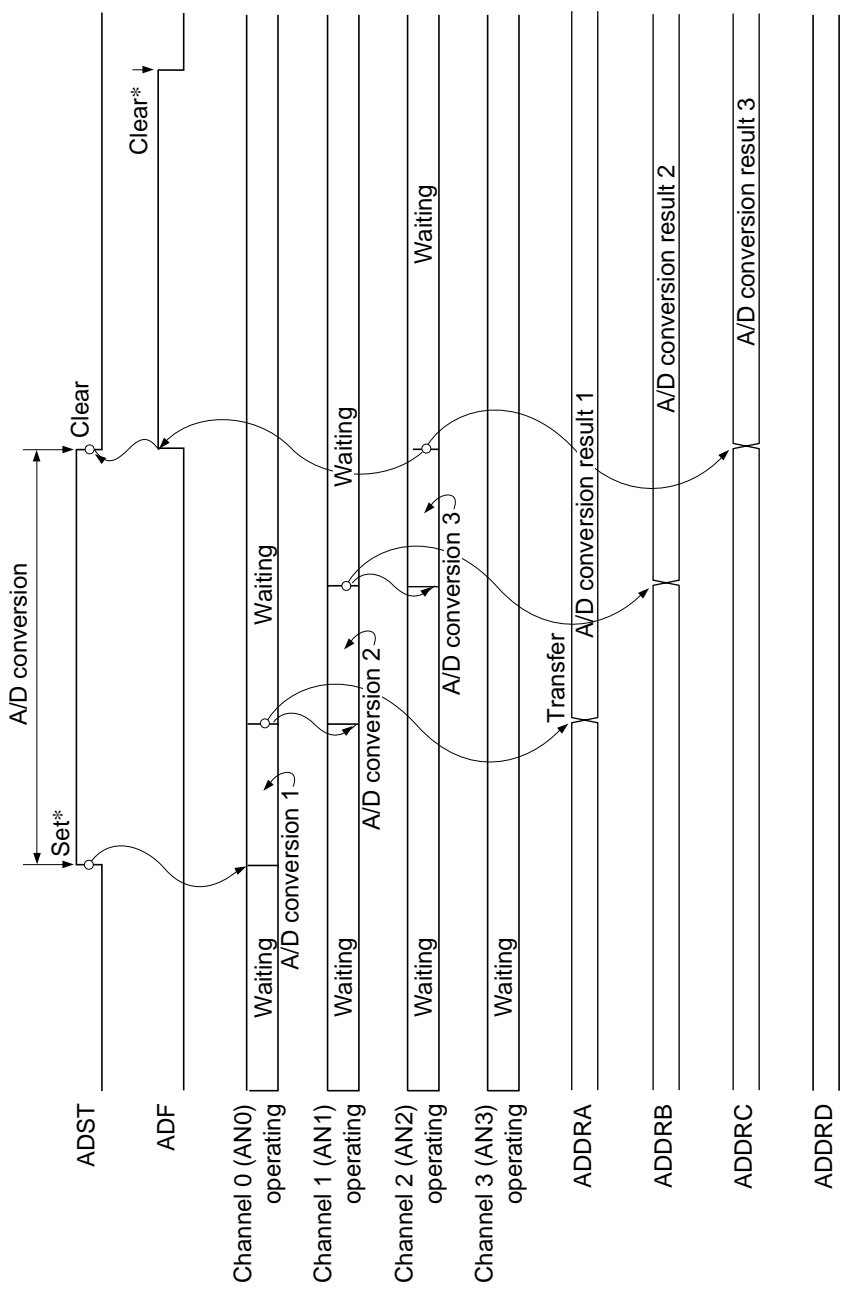 A/D conversion
Set*
Clear
ADST
Clear*
ADF
Channel 0 (AN0)
operating
Waiting
A/D conversion 1
Waiting
Channel 1 (AN1)
operating
Waiting
A/D conversion 2
Waiting
Channel 2 (AN2)
operating
Waiting
A/D conversion 3
Waiting
Channel 3 (AN3)
operating
Waiting
Transfer
ADDRA
A/D conversion result 1
ADDRB
A/D conversion result 2
ADDRC
A/D conversion result 3
ADDRD